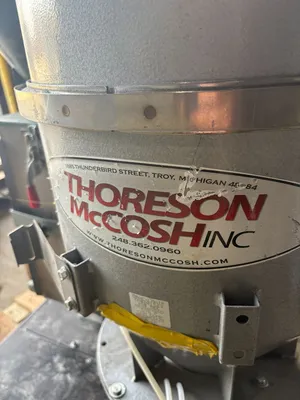 THUNDERBIRD STREET, TROY, MICHIGAN
THORESON
McCOSH INC
248.362.0960
WWW.THORESONMCCOSH.COM